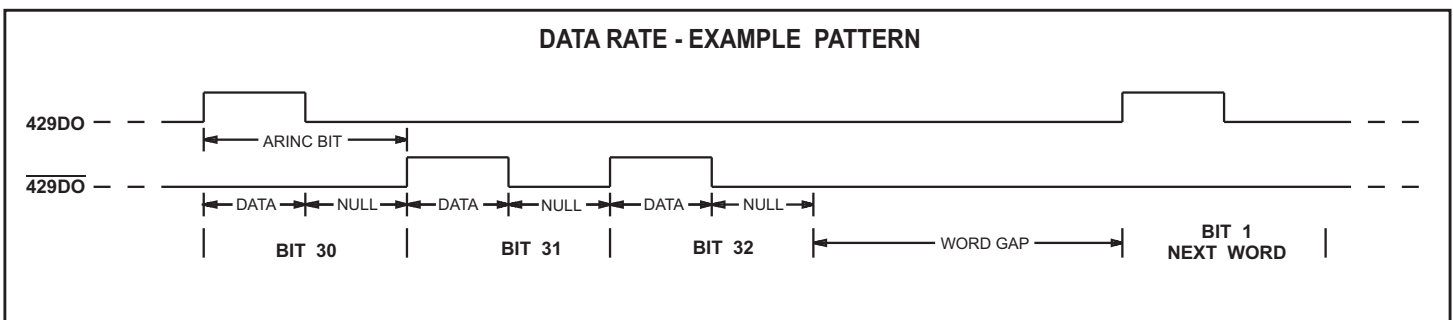 DATA RATE - EXAMPLE PATTERN
429DO
ARINC BIT
429DO
DATA NULL DATA NULL DATA NULL
BIT 30 BIT 31 BIT 32 WORD GAP BIT 1
NEXT WORD